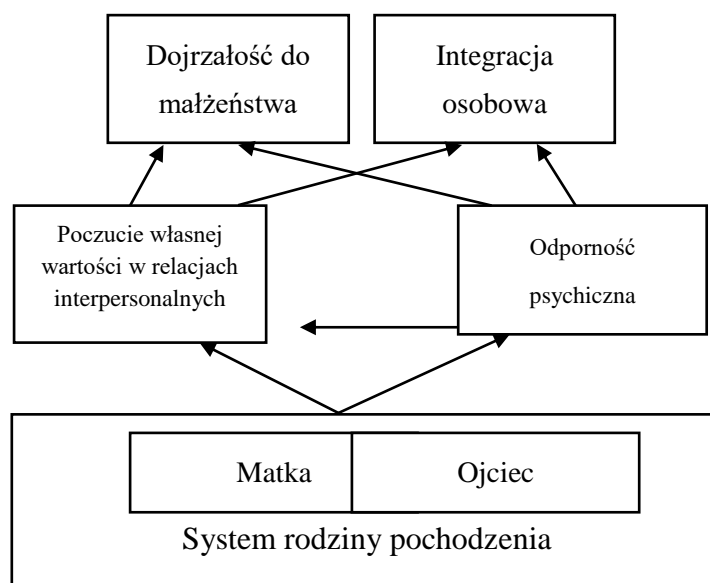 Dojrzałość do
małżeństwa
Integracja
osobowa
Poczucie własnej
wartości w relacjach
interpersonalnych
Odporność
psychiczna
Matka
Ojciec
System rodziny pochodzenia